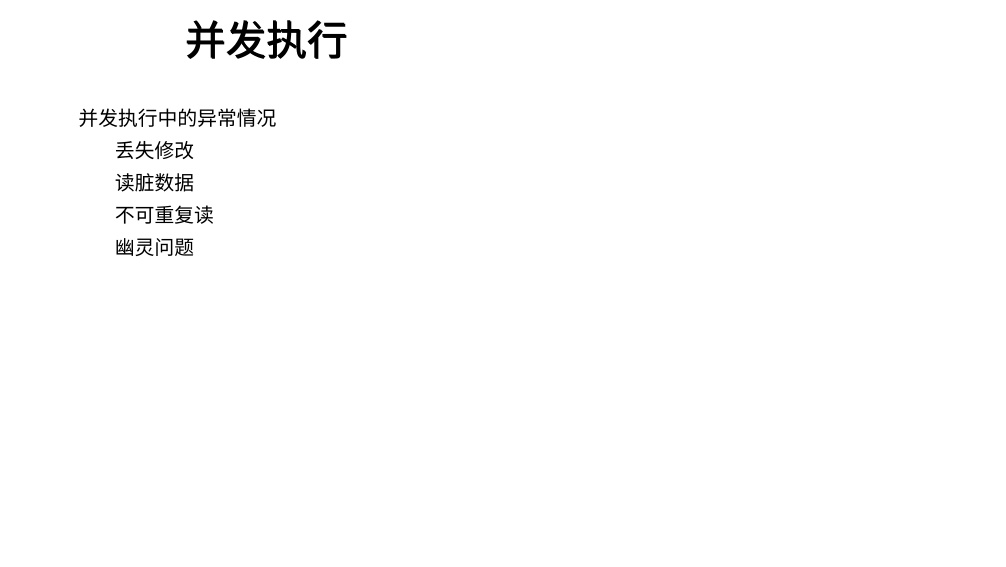 并发执行
并发执行中的异常情况
丢失修改
读脏数据
不可重复读
幽灵问题